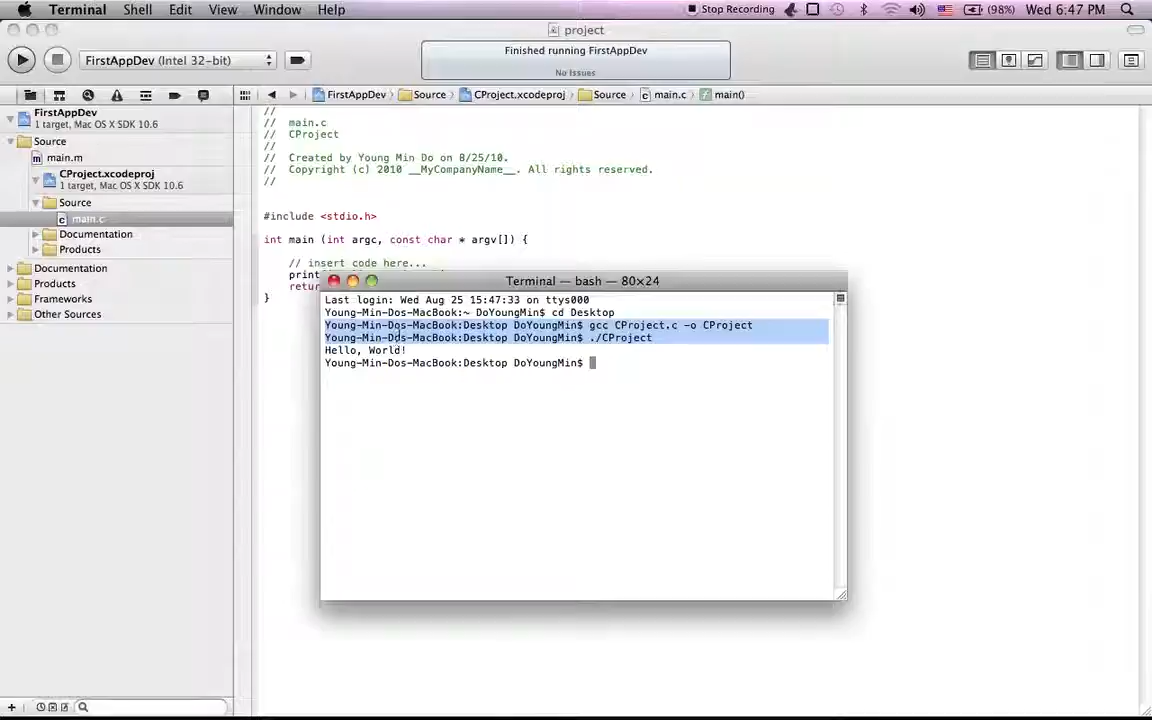 Terminal Shell Edit View Window Help Stop Recording (98%) Wed 6:47 PM
project
FirstAppDev (Intel 32-bit)
Finished running FirstAppDev
No Issues
FirstAppDev Source CProject.xcodeproj Source main.c main()
FirstAppDev
1 target, Mac OS X SDK 10.6
Source
main.m
CProject.xcodeproj
1 target, Mac OS X SDK 10.6
Source
main.c
Documentation
Products
Documentation
Products
Frameworks
Other Sources
//
// main.c
// CProject
//
// Created by Young Min Do on 8/25/10.
// Copyright (c) 2010 __MyCompanyName__. All rights reserved.
//
#include <stdio.h>
int main (int argc, const char * argv[]) {
// insert code here...
print
retur
}
Terminal — bash — 80×24
Last login: Wed Aug 25 15:47:33 on ttys000
Young-Min-Dos-MacBook:~ DoYoungMin$ cd Desktop
Young-Min-Dos-MacBook:Desktop DoYoungMin$ gcc CProject.c -o CProject
Young-Min-Dos-MacBook:Desktop DoYoungMin$ ./CProject
Hello, World!
Young-Min-Dos-MacBook:Desktop DoYoungMin$